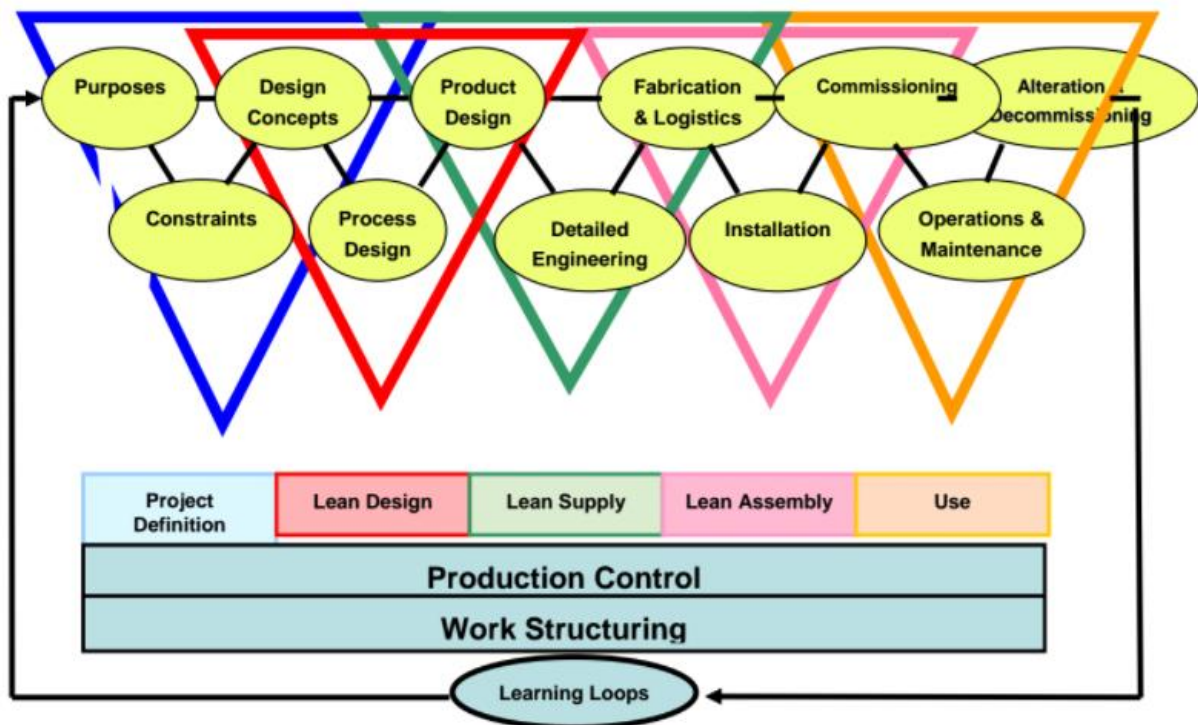 Purposes
Design
Concepts
Product
Design
Fabrication
& Logistics
Commissioning
Alteration &
Decommissioning
Constraints
Process
Design
Detailed
Engineering
Installation
Operations &
Maintenance
Project
Definition
Lean Design
Lean Supply
Lean Assembly
Use
Production Control
Work Structuring
Learning Loops